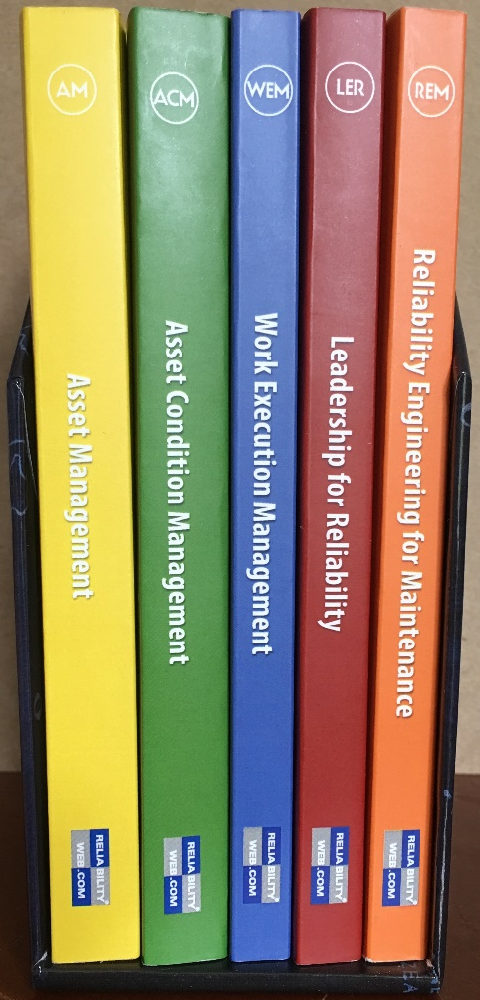 AM
Asset Management
RELIABILITY®
WEB.COM
ACM
Asset Condition Management
RELIABILITY®
WEB.COM
WEM
Work Execution Management
RELIABILITY®
WEB.COM
LER
Leadership for Reliability
RELIABILITY®
WEB.COM
REM
Reliability Engineering for Maintenance
RELIABILITY®
WEB.COM